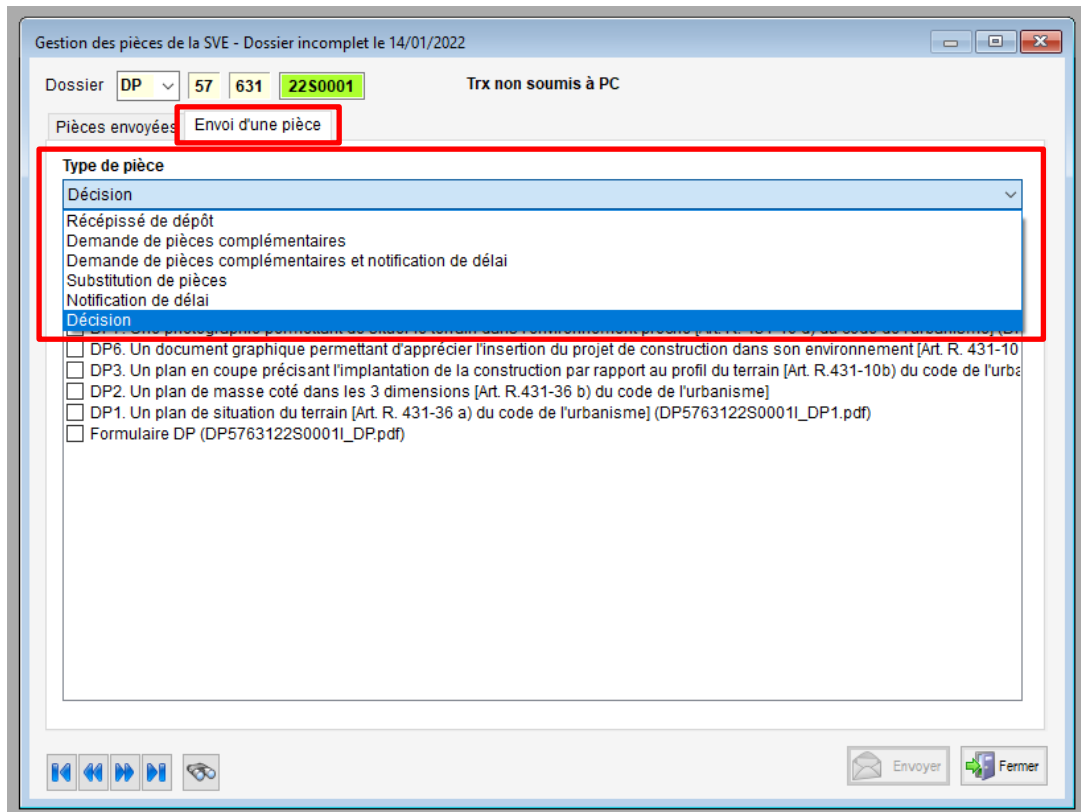 Gestion des pièces de la SVE - Dossier incomplet le 14/01/2022
Dossier DP 57 631 22S0001 Trx non soumis à PC
Pièces envoyées Envoi d'une pièce
Type de pièce
Décision
Récépissé de dépôt
Demande de pièces complémentaires
Demande de pièces complémentaires et notification de délai
Substitution de pièces
Notification de délai
Décision
DP6. Un document graphique permettant d'apprécier l'insertion du projet de construction dans son environnement [Art. R. 431-10
DP3. Un plan en coupe précisant l'implantation de la construction par rapport au profil du terrain [Art. R.431-10b) du code de l'urba
DP2. Un plan de masse coté dans les 3 dimensions [Art. R.431-36 b) du code de l'urbanisme]
DP1. Un plan de situation du terrain [Art. R. 431-36 a) du code de l'urbanisme] (DP5763122S0001I_DP1.pdf)
Formulaire DP (DP5763122S0001I_DP.pdf)
Envoyer Fermer